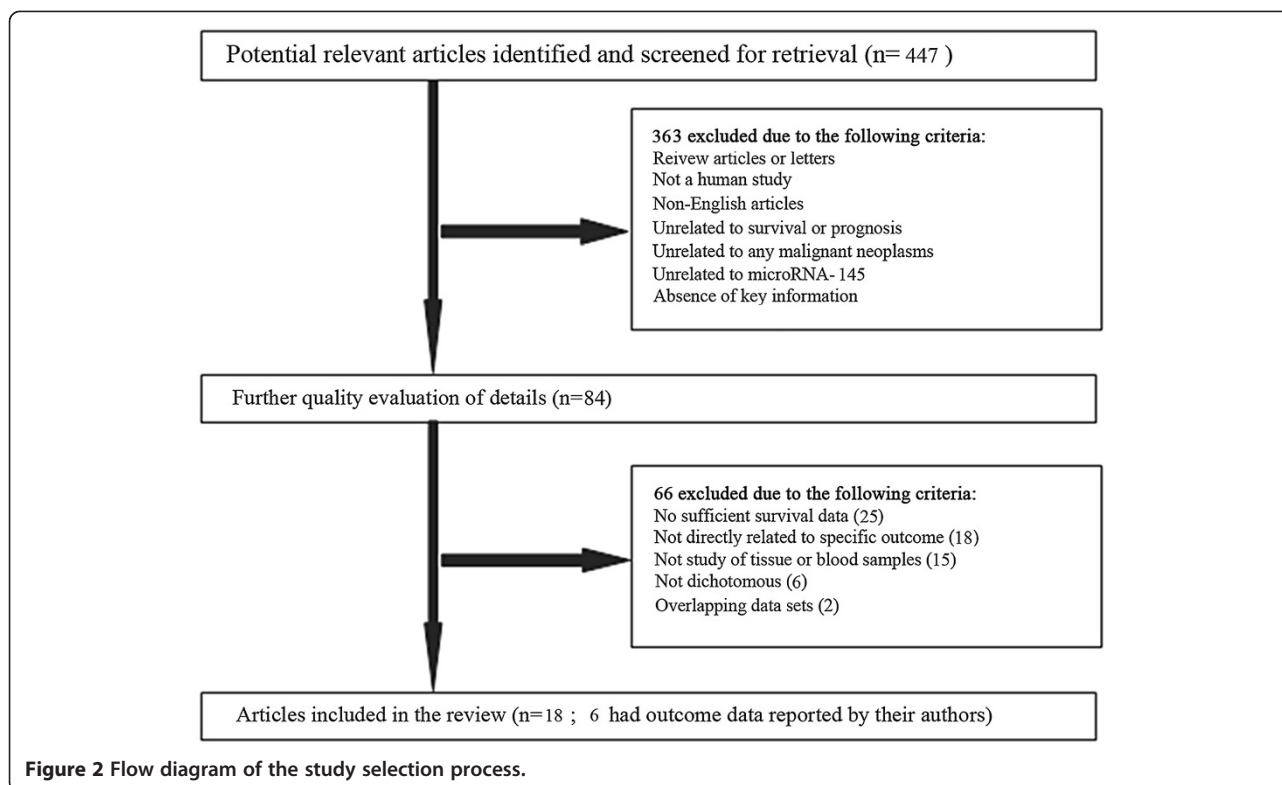 Potential relevant articles identified and screened for retrieval (n= 447 )
363 excluded due to the following criteria:
Reivew articles or letters
Not a human study
Non-English articles
Unrelated to survival or prognosis
Unrelated to any malignant neoplasms
Unrelated to microRNA- 145
Absence of key information
Further quality evaluation of details (n=84)
66 excluded due to the following criteria:
No sufficient survival data (25)
Not directly related to specific outcome (18)
Not study of tissue or blood samples (15)
Not dichotomous (6)
Overlapping data sets (2)
Articles included in the review (n=18 ; 6 had outcome data reported by their authors)
Figure 2 Flow diagram of the study selection process.